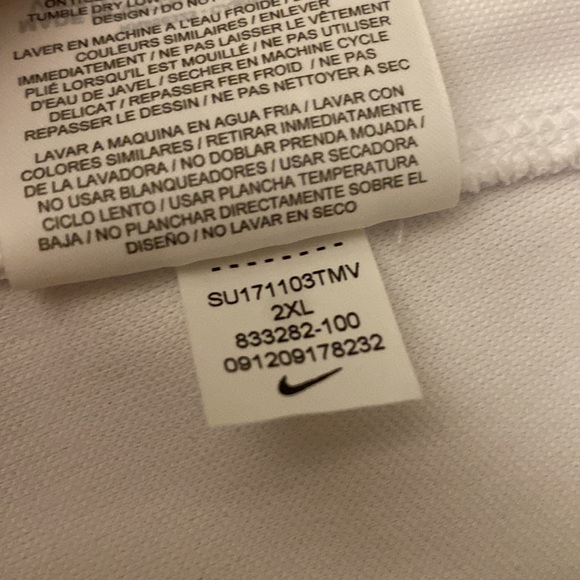 TUMBLE DRY LOW
DESIGN / DO NOT
LAVER EN MACHINE A L'EAU FROIDE /
COULEURS SIMILAIRES / ENLEVER
IMMEDIATEMENT / NE PAS LAISSER LE VÊTEMENT
PLIÉ LORSQU'IL EST MOUILLÉ / NE PAS UTILISER
D'EAU DE JAVEL / SECHER EN MACHINE CYCLE
DELICAT / REPASSER FER FROID / NE PAS
REPASSER LE DESSIN / NE PAS NETTOYER A SEC
LAVAR A MAQUINA EN AGUA FRIA / LAVAR CON
COLORES SIMILARES / RETIRAR INMEDIATAMENTE
DE LA LAVADORA / NO DOBLAR PRENDA MOJADA /
NO USAR BLANQUEADORES / USAR SECADORA
CICLO LENTO / USAR PLANCHA TEMPERATURA
BAJA / NO PLANCHAR DIRECTAMENTE SOBRE EL
DISEÑO / NO LAVAR EN SECO
SU171103TMV
2XL
833282-100
091209178232